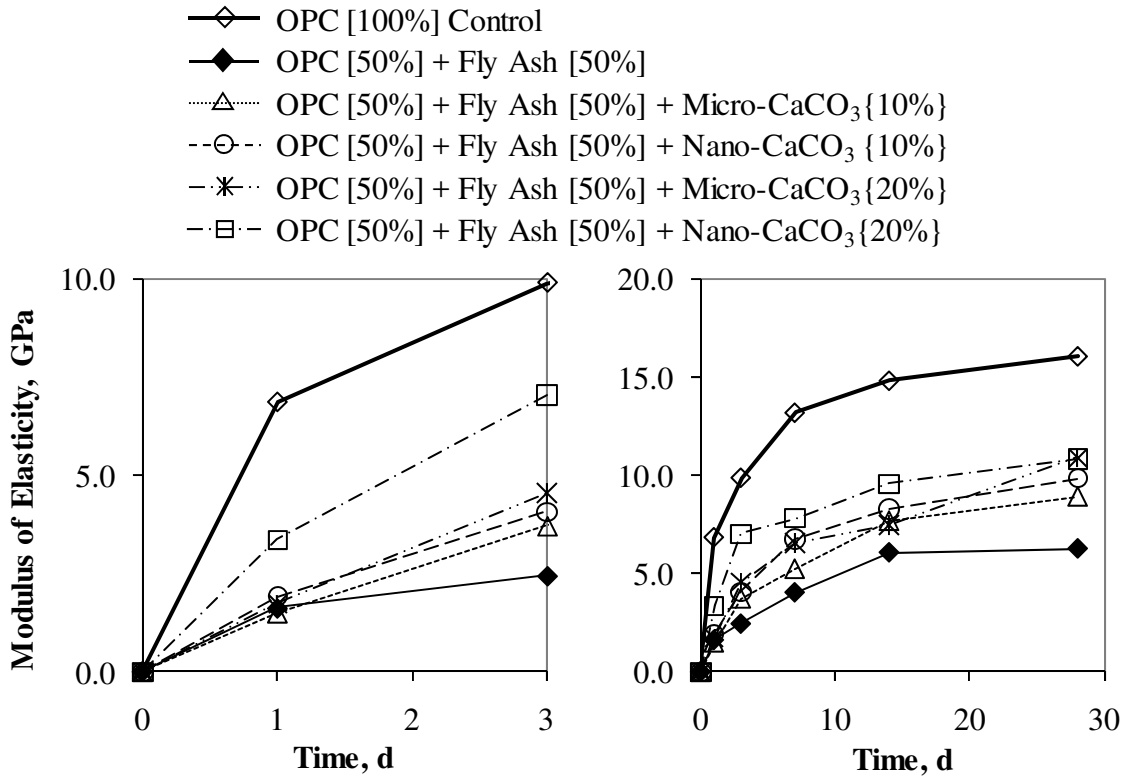 OPC [100%] Control
OPC [50%] + Fly Ash [50%]
OPC [50%] + Fly Ash [50%] + Micro-CaCO₃{10%}
OPC [50%] + Fly Ash [50%] + Nano-CaCO₃ {10%}
OPC [50%] + Fly Ash [50%] + Micro-CaCO₃{20%}
OPC [50%] + Fly Ash [50%] + Nano-CaCO₃{20%}
Modulus of Elasticity, GPa
10.0
5.0
0.0
0 1 2 3
Time, d
20.0
15.0
10.0
5.0
0.0
0 10 20 30
Time, d